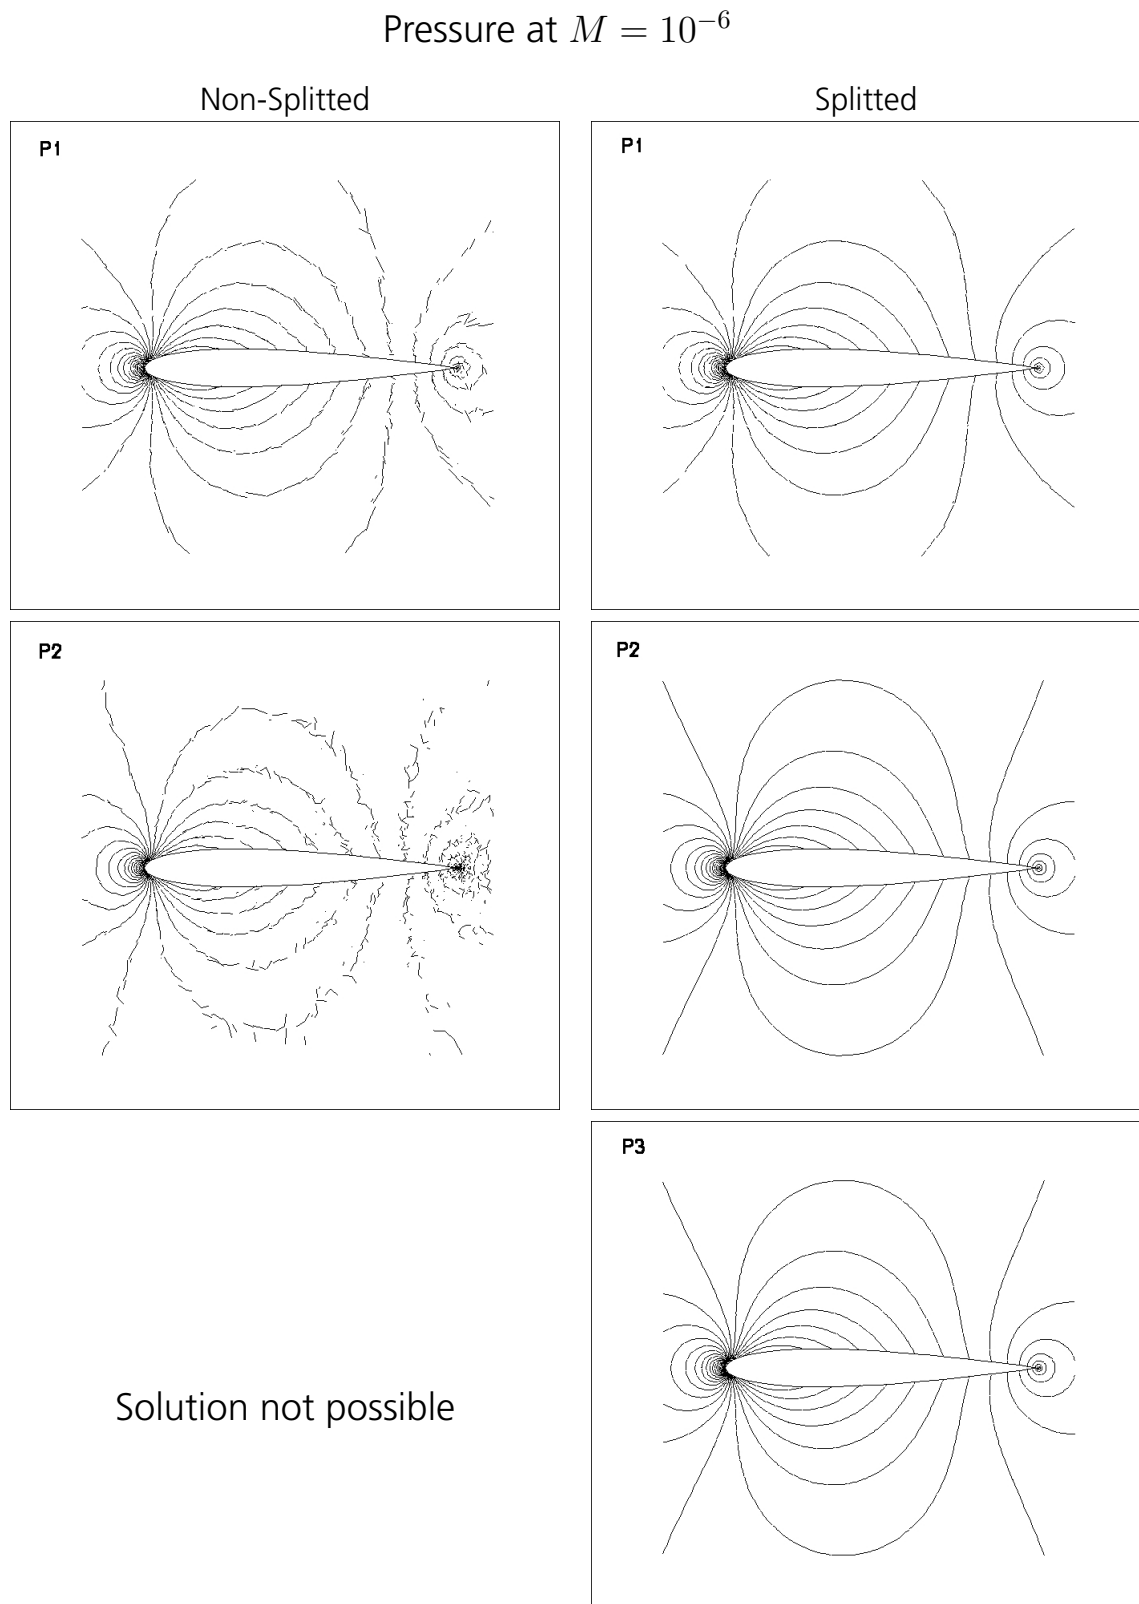 Pressure at $M = 10^{-6}$
Non-Splitted
Splitted
P1
P1
P2
P2
P3
Solution not possible